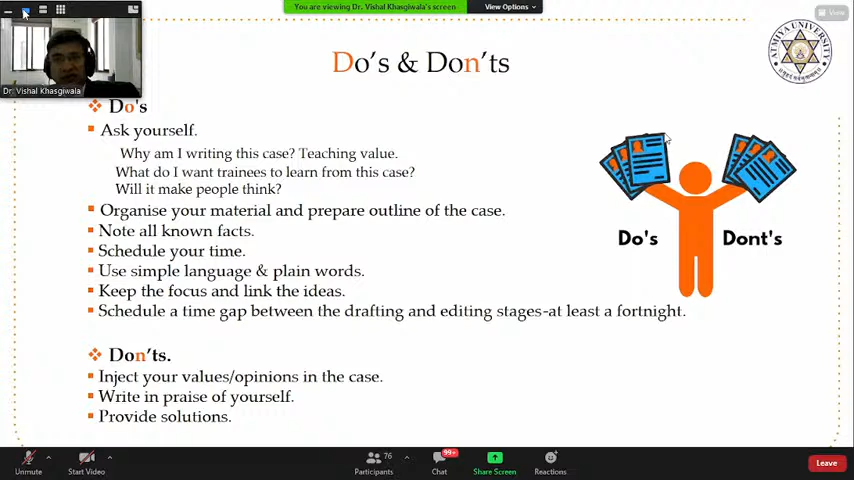 You are viewing Dr. Vishal Khasgiwala's screen
View Options
View
Dr. Vishal Khasgiwala
ATMIYA UNIVERSITY
Do's & Don'ts
Do's
Ask yourself.
Why am I writing this case? Teaching value.
What do I want trainees to learn from this case?
Will it make people think?
Organise your material and prepare outline of the case.
Note all known facts.
Schedule your time.
Use simple language & plain words.
Keep the focus and link the ideas.
Schedule a time gap between the drafting and editing stages-at least a fortnight.
Do's
Dont's
Don'ts.
Inject your values/opinions in the case.
Write in praise of yourself.
Provide solutions.
Unmute
Start Video
76
Participants
99+
Chat
Share Screen
Reactions
Leave